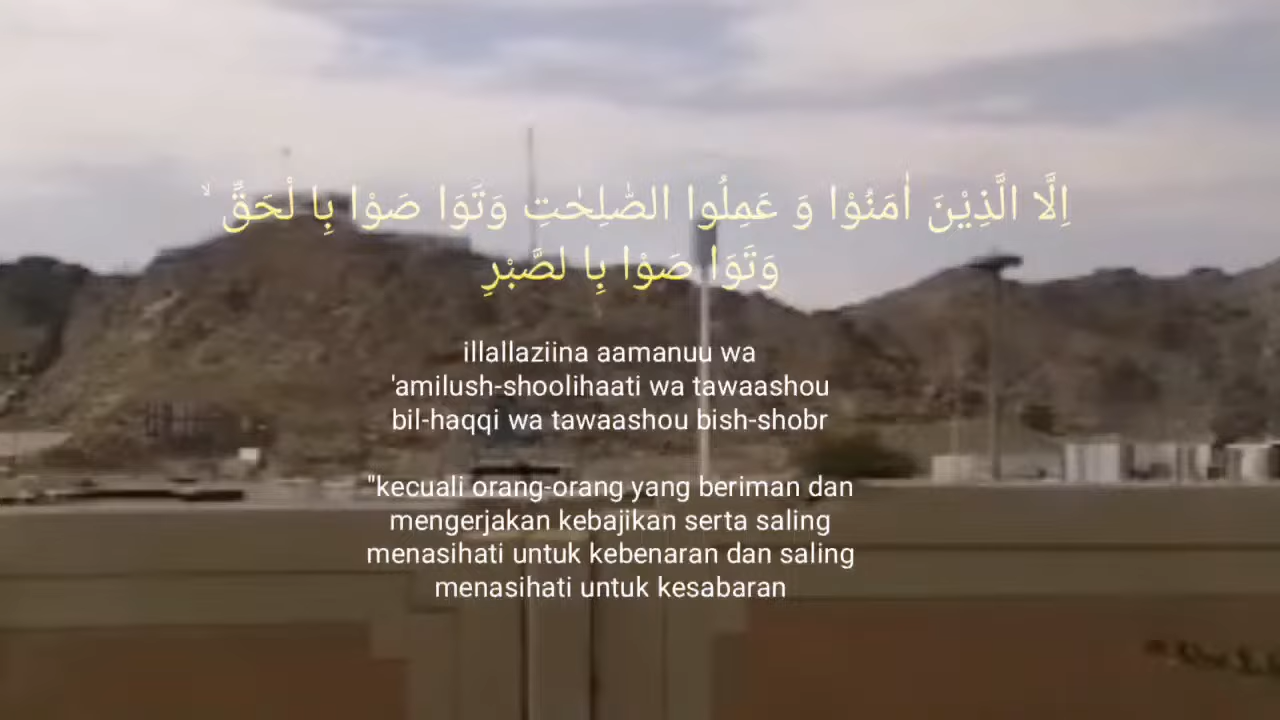 اِلَّا الَّذِيْنَ اٰمَنُوْا وَ عَمِلُوا الصّٰلِحٰتِ وَتَوَا صَوْا بِا لْحَقِّ ۙ
وَتَوَا صَوْا بِا لصَّبْرِ
illallaziina aamanuu wa
'amilush-shoolihaati wa tawaashou
bil-haqqi wa tawaashou bish-shobr
"kecuali orang-orang yang beriman dan
mengerjakan kebajikan serta saling
menasihati untuk kebenaran dan saling
menasihati untuk kesabaran